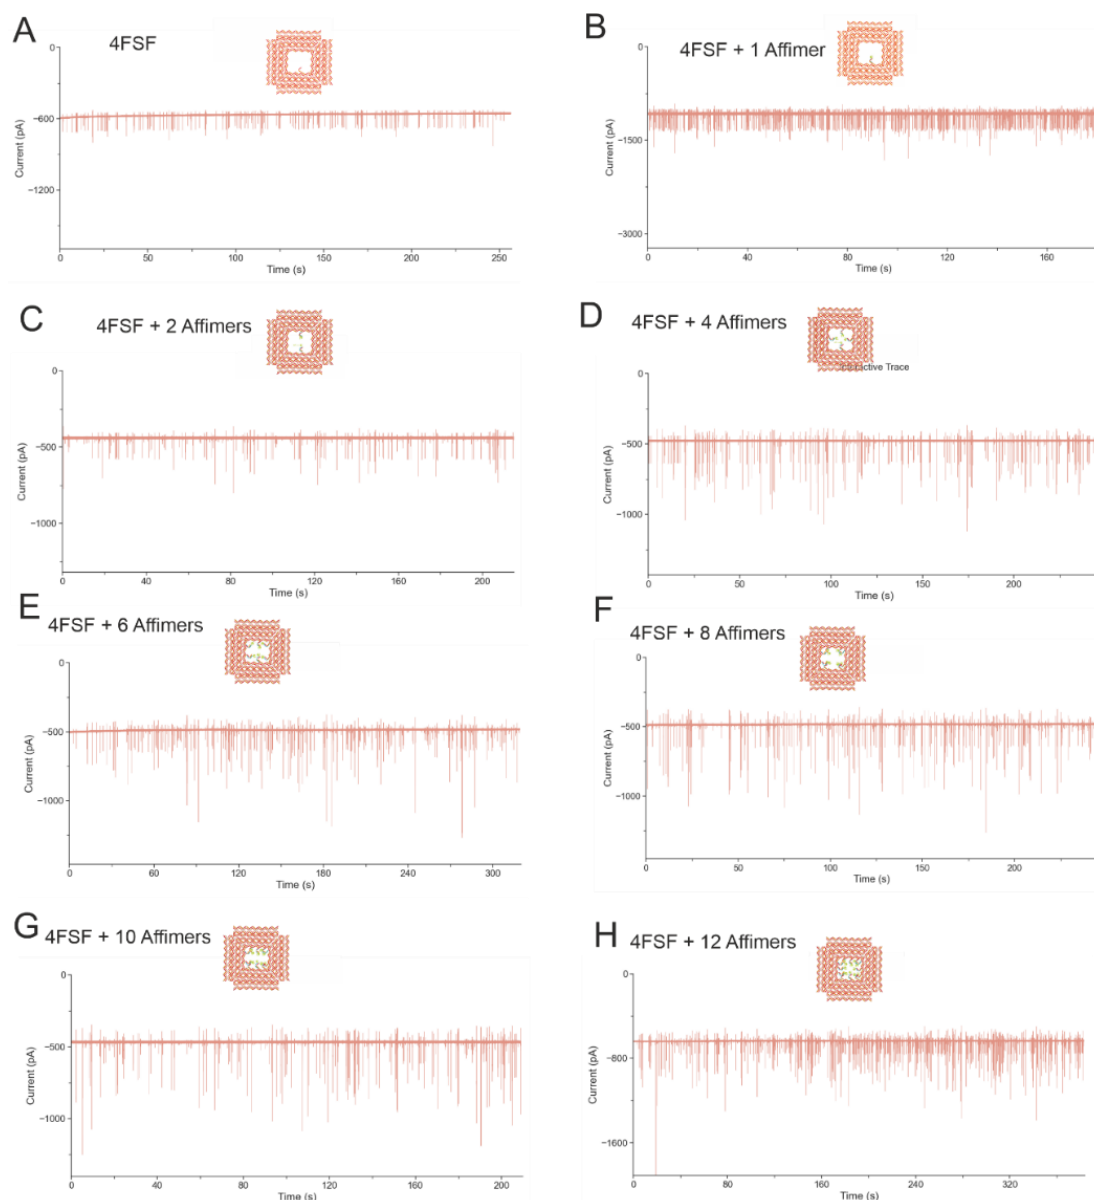 A
4FSF
0
−600
−1200
Current (pA)
0 50 100 150 200 250
Time (s)
B
4FSF + 1 Affimer
0
−1500
−3000
Current (pA)
0 40 80 120 160
Time (s)
C
4FSF + 2 Affimers
0
−500
−1000
Current (pA)
0 40 80 120 160 200
Time (s)
D
4FSF + 4 Affimers
active Trace
0
−500
−1000
Current (pA)
0 50 100 150 200
Time (s)
E
4FSF + 6 Affimers
0
−500
−1000
Current (pA)
0 60 120 180 240 300
Time (s)
F
4FSF + 8 Affimers
0
−500
−1000
Current (pA)
0 50 100 150 200
Time (s)
G
4FSF + 10 Affimers
0
−500
−1000
Current (pA)
0 40 80 120 160 200
Time (s)
H
4FSF + 12 Affimers
0
−800
−1600
Current (pA)
0 80 160 240 320
Time (s)